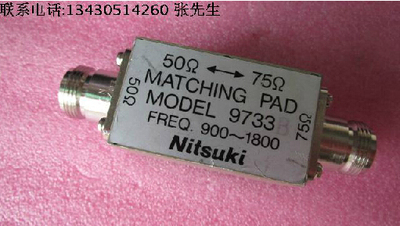 联系电话:13430514260 张先生
50Ω ↔ 75Ω
MATCHING PAD
MODEL 9733B
FREQ. 900~1800
Nitsuki
50Ω
75Ω